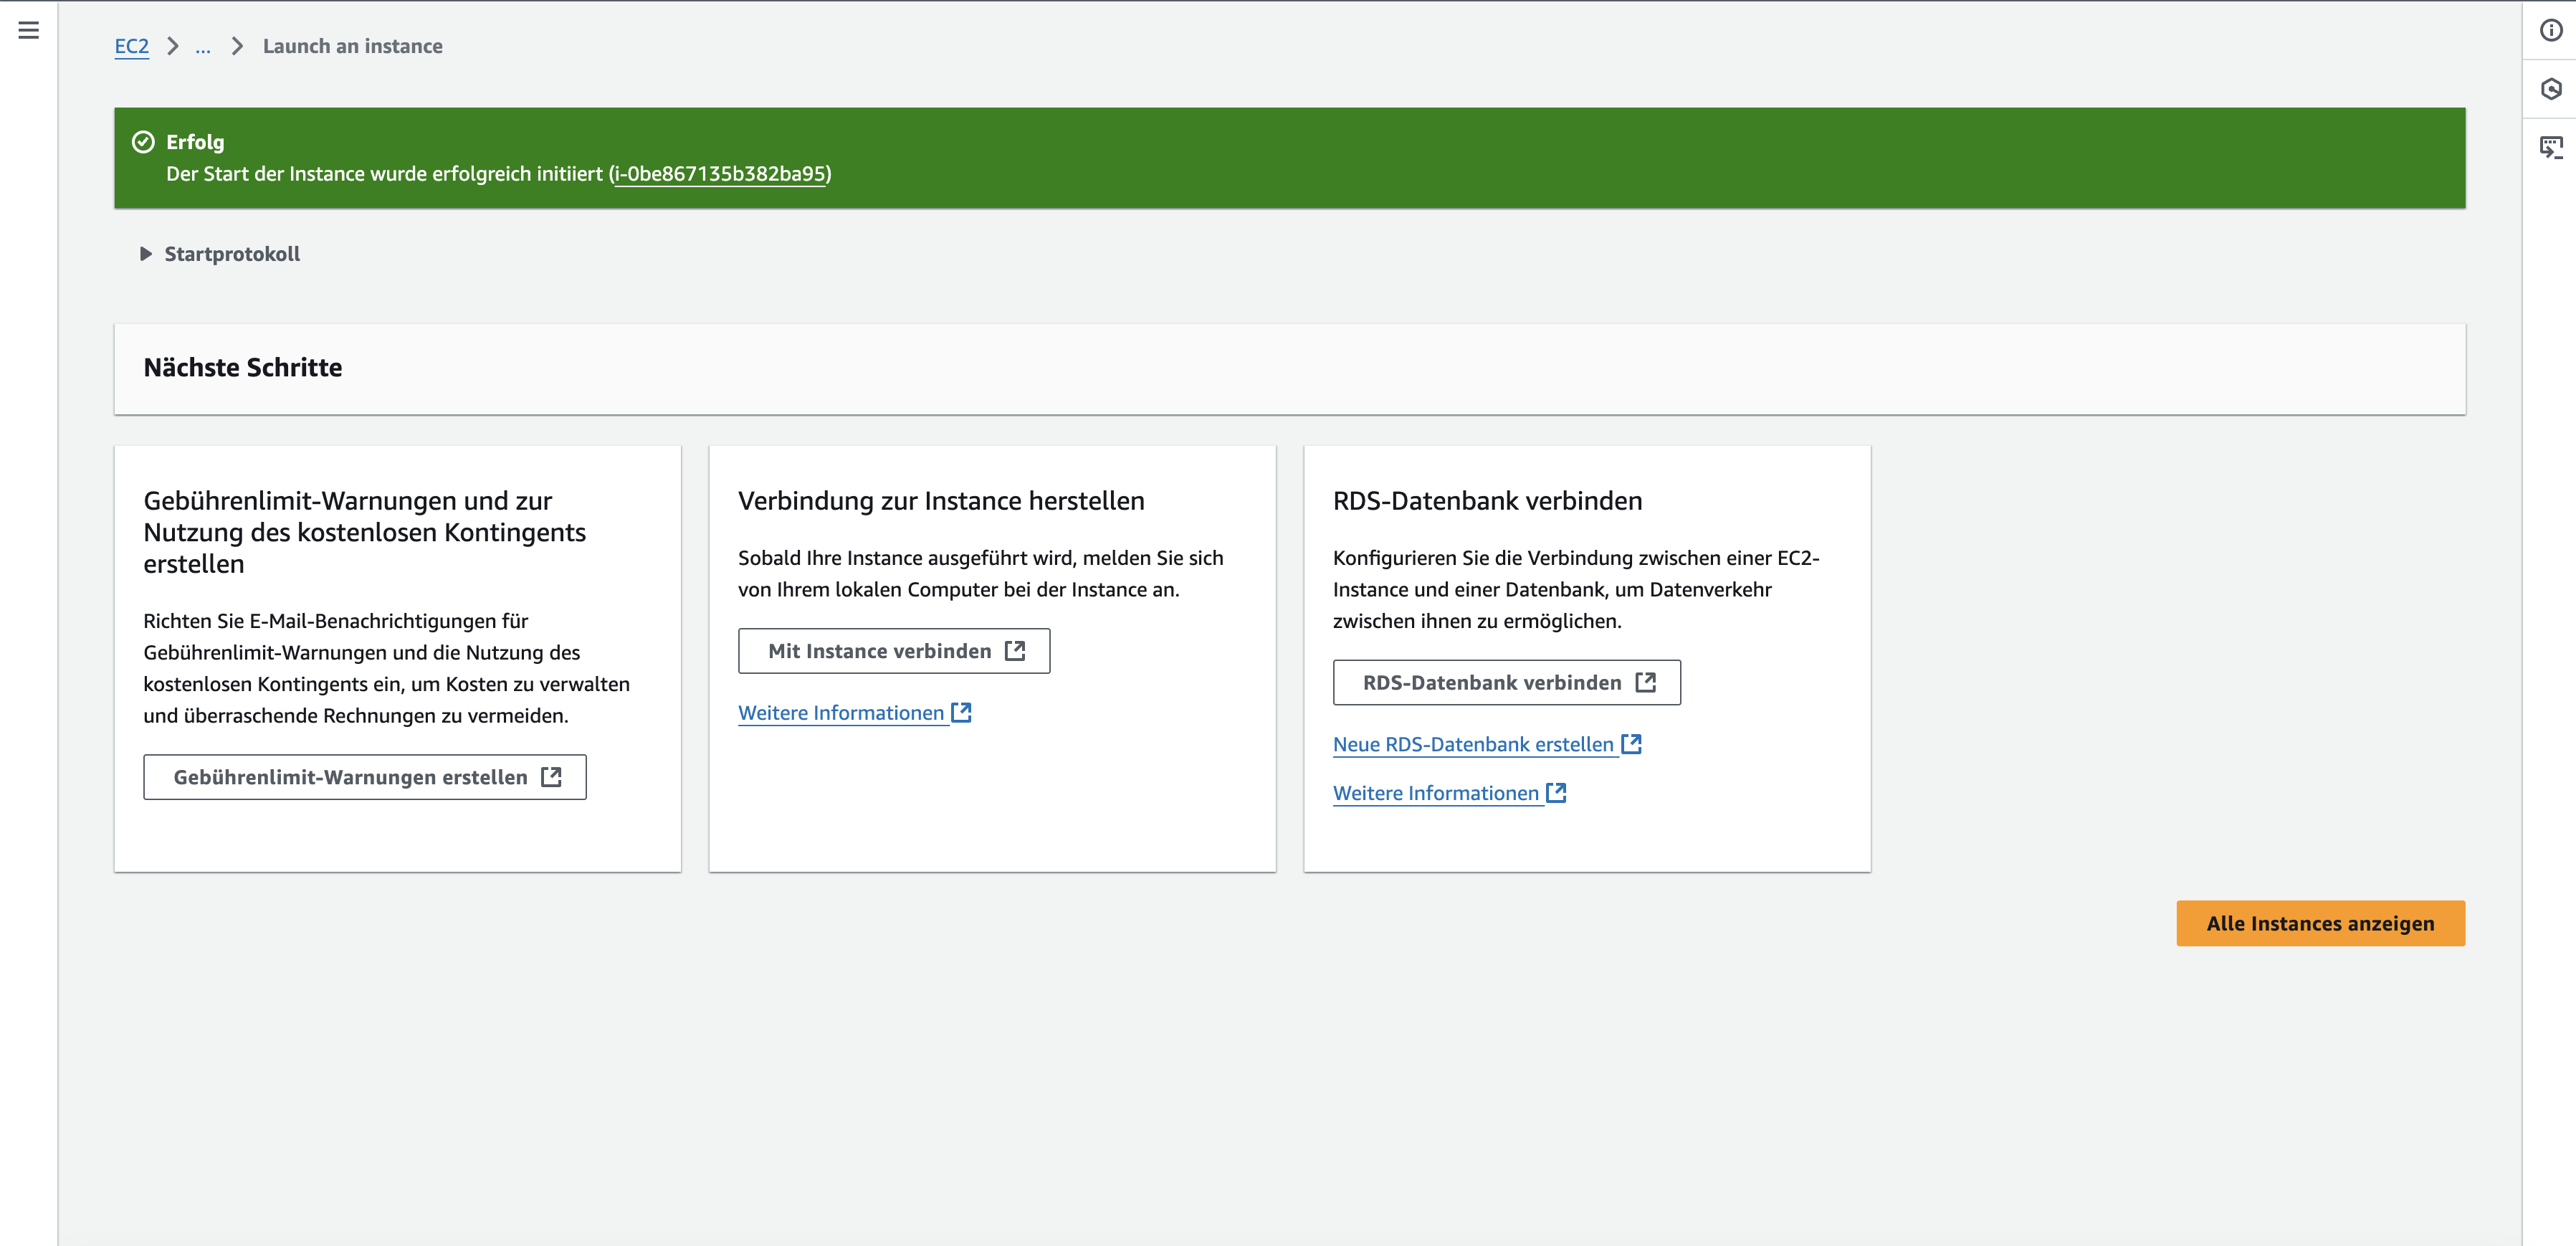 EC2 > ... > Launch an instance
Erfolg
Der Start der Instance wurde erfolgreich initiiert (i-0be867135b382ba95)
Startprotokoll
Nächste Schritte
Gebührenlimit-Warnungen und zur
Nutzung des kostenlosen Kontingents
erstellen
Richten Sie E-Mail-Benachrichtigungen für
Gebührenlimit-Warnungen und die Nutzung des
kostenlosen Kontingents ein, um Kosten zu verwalten
und überraschende Rechnungen zu vermeiden.
Gebührenlimit-Warnungen erstellen
Verbindung zur Instance herstellen
Sobald Ihre Instance ausgeführt wird, melden Sie sich
von Ihrem lokalen Computer bei der Instance an.
Mit Instance verbinden
Weitere Informationen
RDS-Datenbank verbinden
Konfigurieren Sie die Verbindung zwischen einer EC2-
Instance und einer Datenbank, um Datenverkehr
zwischen ihnen zu ermöglichen.
RDS-Datenbank verbinden
Neue RDS-Datenbank erstellen
Weitere Informationen
Alle Instances anzeigen